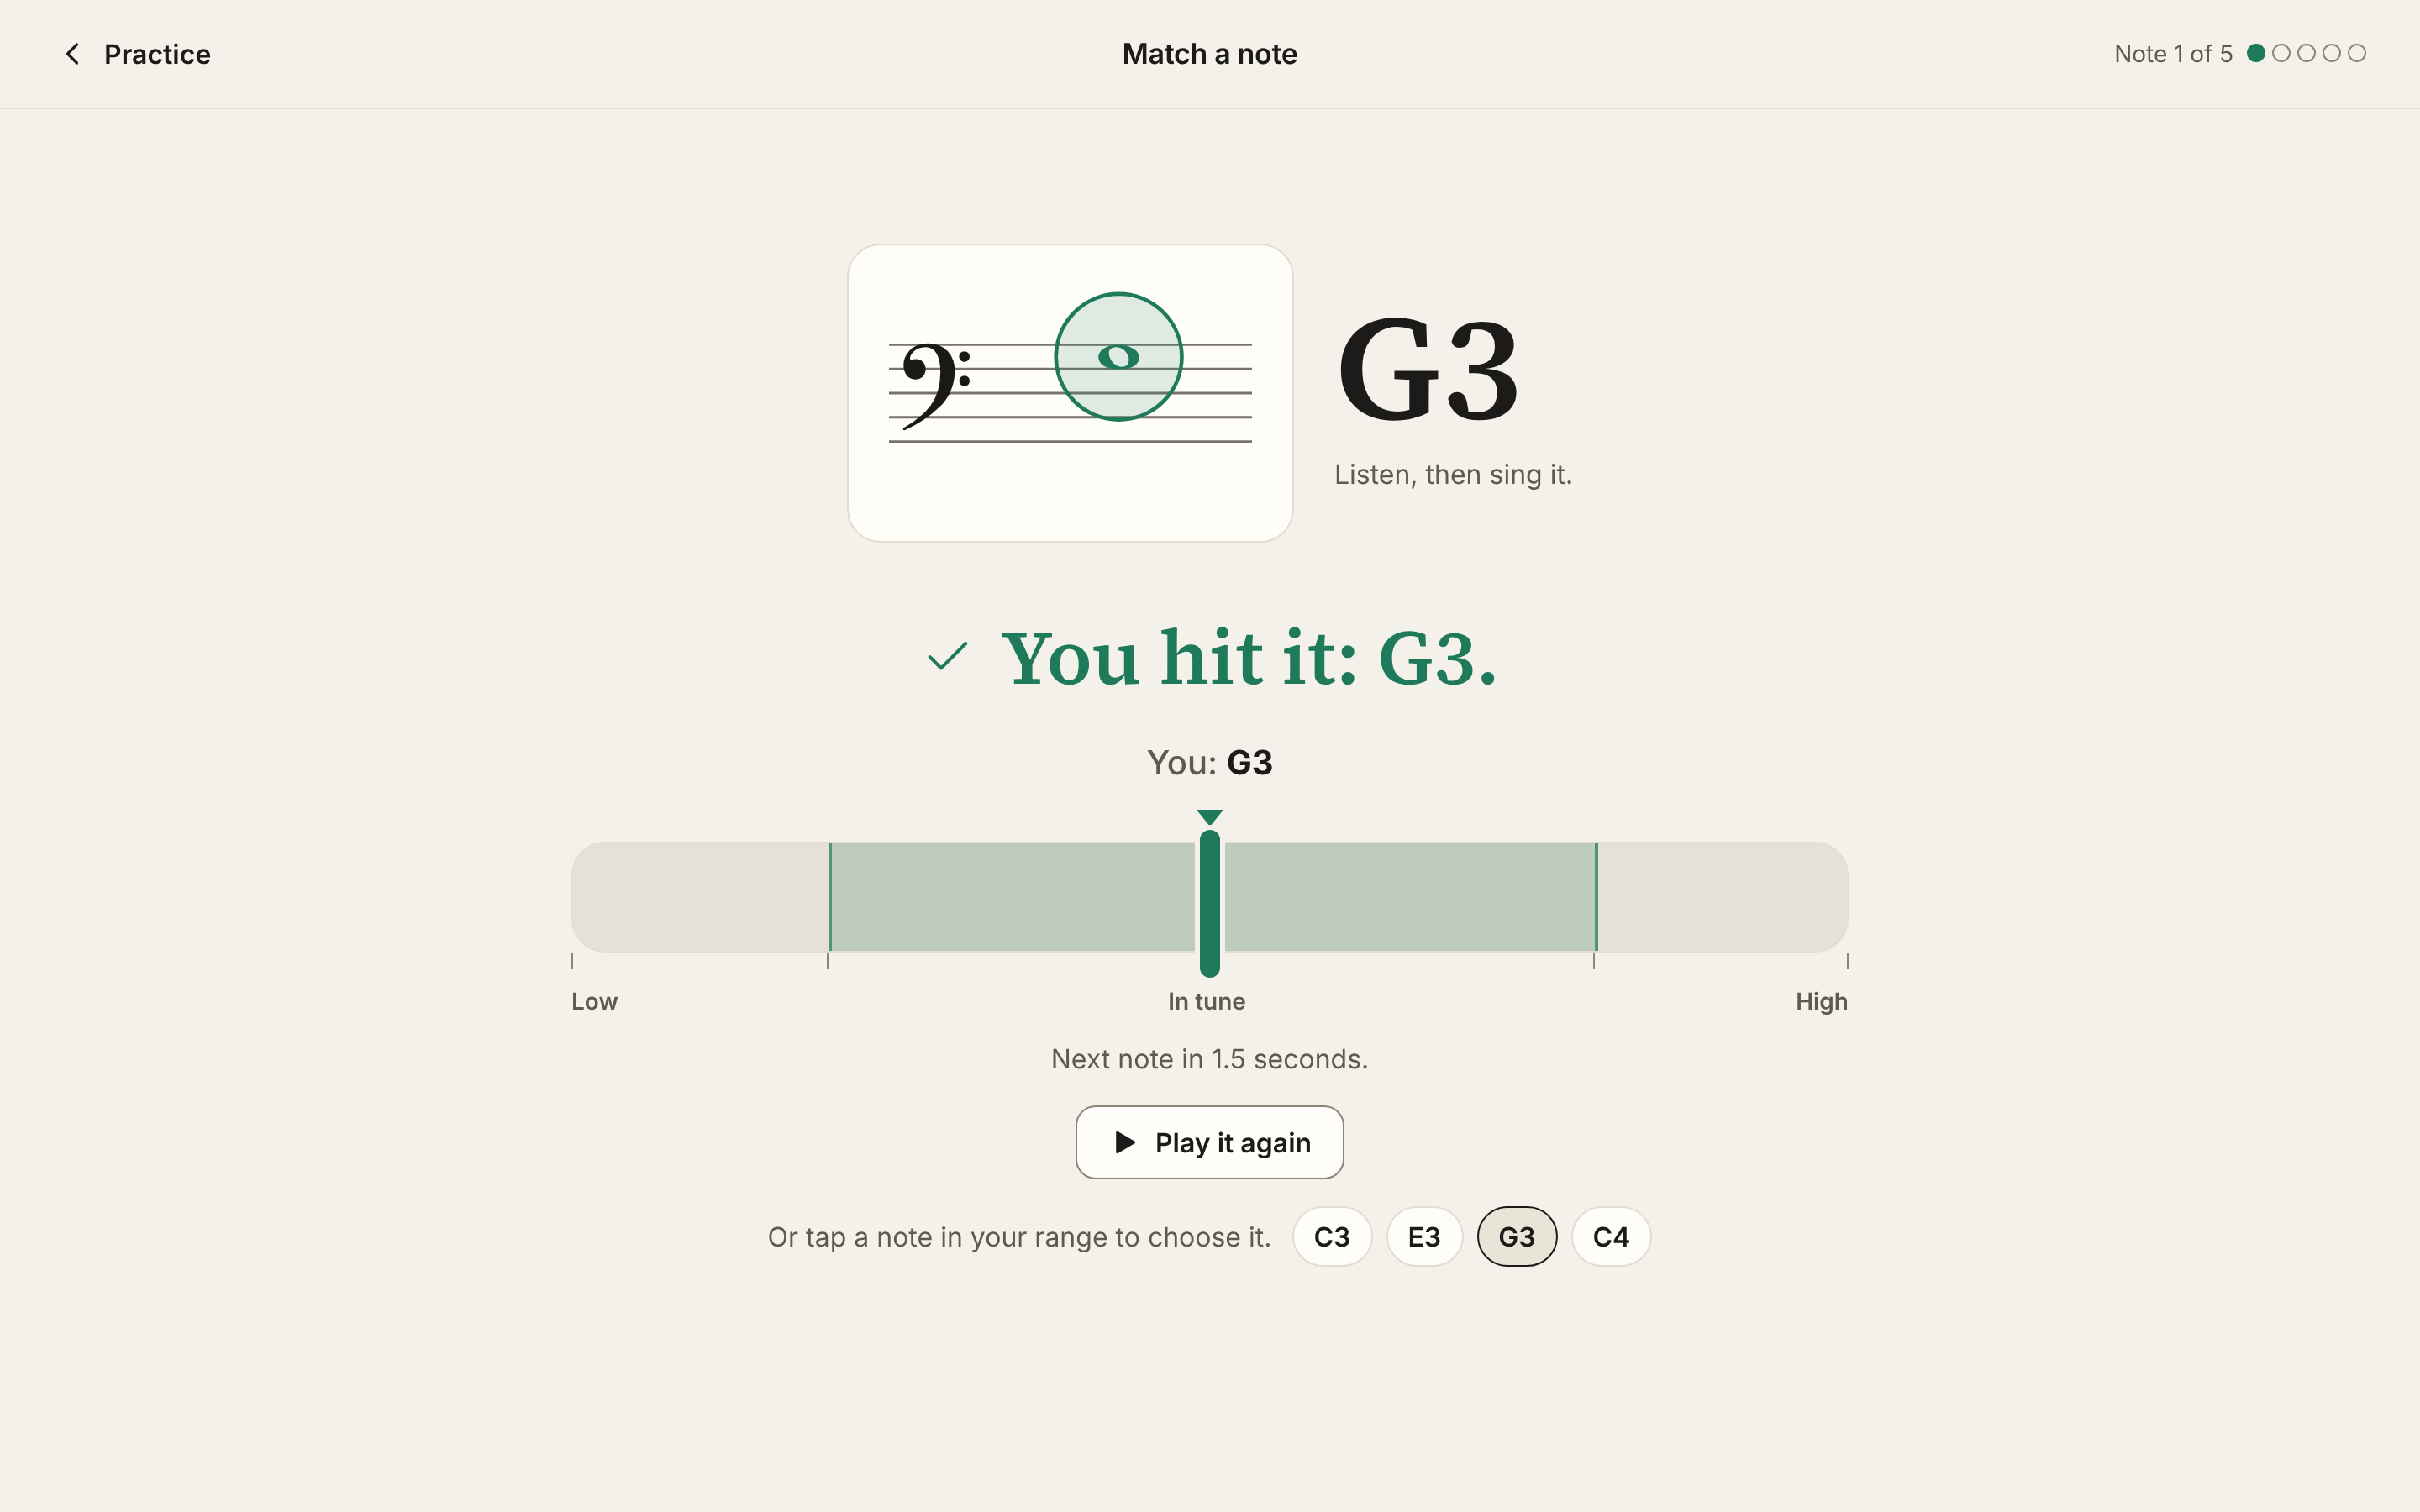 Practice
Match a note
Note 1 of 5
G3
Listen, then sing it.
You hit it: G3.
You: G3
Low
In tune
High
Next note in 1.5 seconds.
Play it again
Or tap a note in your range to choose it.
C3
E3
G3
C4